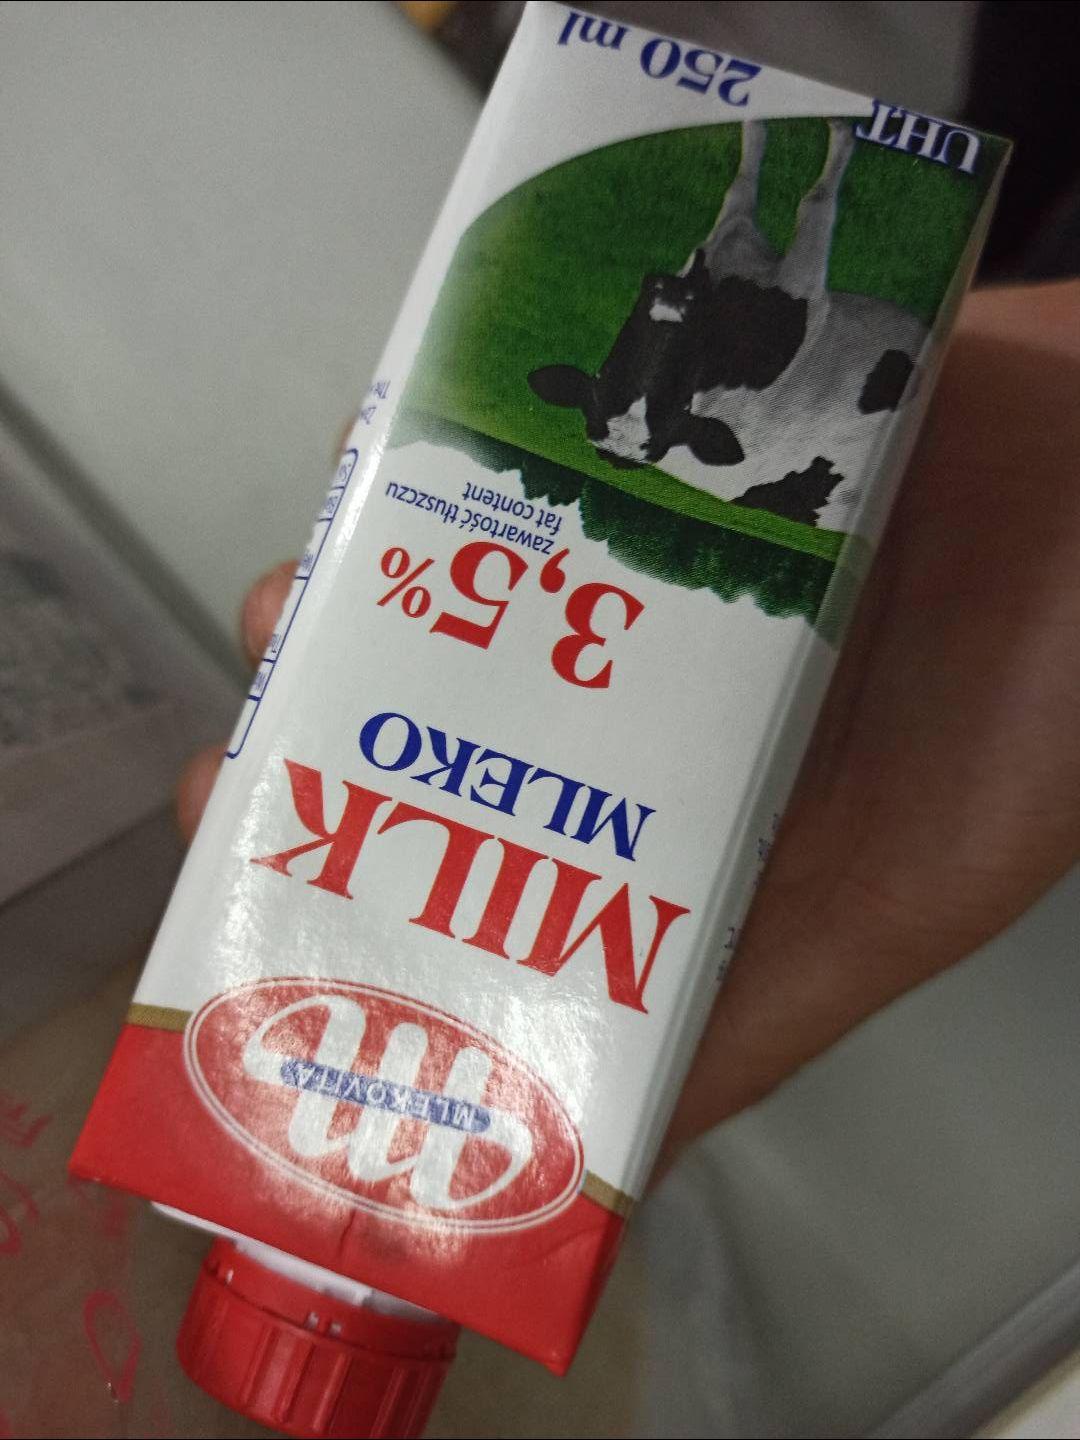 MLEKOVITA
MILK
MLEKO
3,5%
zawartość tłuszczu
fat content
UHT
250 ml